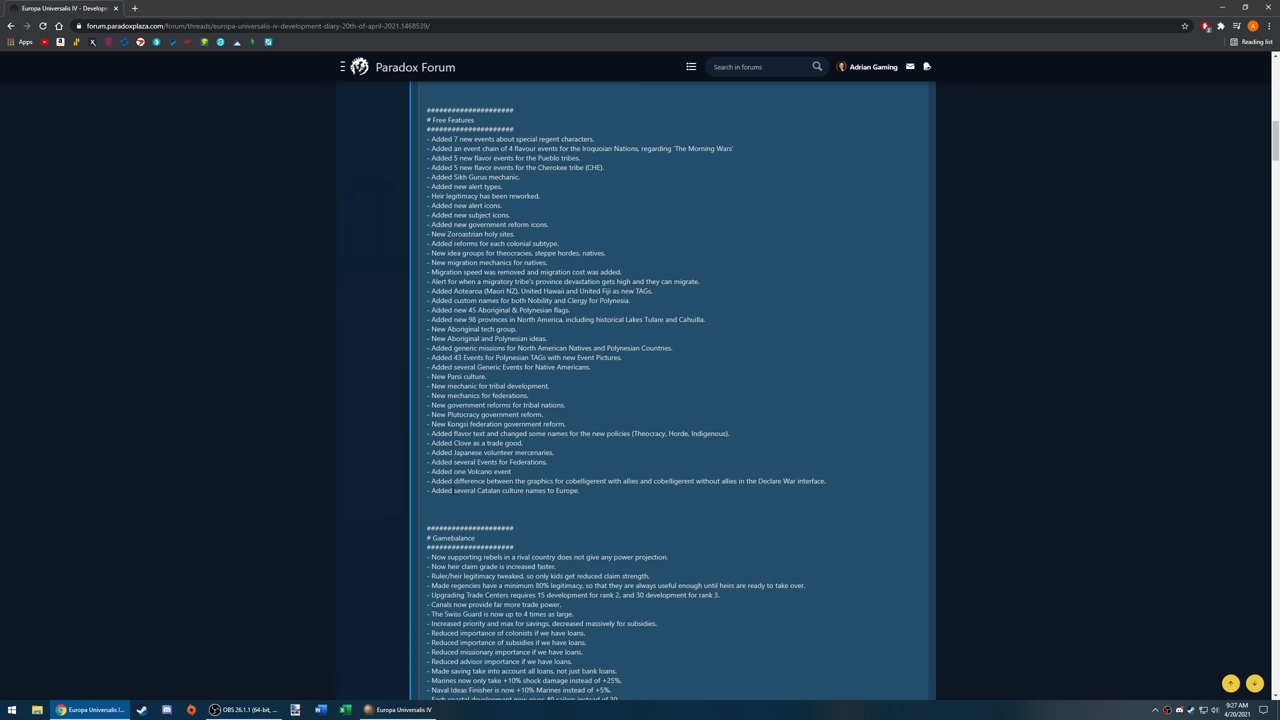 Europa Universalis IV - Developm
forum.paradoxplaza.com/forum/threads/europa-universalis-iv-development-diary-20th-of-april-2021.1468539/
Apps
Reading list
Paradox Forum
Search in forums
Adrian Gaming
#####################
# Free Features
#####################
- Added 7 new events about special regent characters.
- Added an event chain of 4 flavour events for the Iroquoian Nations, regarding 'The Morning Wars'
- Added 5 new flavor events for the Pueblo tribes.
- Added 5 new flavor events for the Cherokee tribe (CHE).
- Added Sikh Gurus mechanic.
- Added new alert types.
- Heir legitimacy has been reworked.
- Added new alert icons.
- Added new subject icons.
- Added new government reform icons.
- New Zoroastrian holy sites.
- Added reforms for each colonial subtype.
- New idea groups for theocracies, steppe hordes, natives.
- New migration mechanics for natives.
- Migration speed was removed and migration cost was added.
- Alert for when a migratory tribe's province devastation gets high and they can migrate.
- Added Aotearoa (Maori NZ), United Hawaii and United Fiji as new TAGs.
- Added custom names for both Nobility and Clergy for Polynesia.
- Added new 45 Aboriginal & Polynesian flags.
- Added new 98 provinces in North America, including historical Lakes Tulare and Cahuilla.
- New Aboriginal tech group.
- New Aboriginal and Polynesian ideas.
- Added generic missions for North American Natives and Polynesian Countries.
- Added 43 Events for Polynesian TAGs with new Event Pictures.
- Added several Generic Events for Native Americans.
- New Parsi culture.
- New mechanic for tribal development.
- New mechanics for federations.
- New government reforms for tribal nations.
- New Plutocracy government reform.
- New Kongsi federation government reform.
- Added flavor text and changed some names for the new policies (Theocracy, Horde, Indigenous).
- Added Clove as a trade good.
- Added Japanese volunteer mercenaries.
- Added several Events for Federations.
- Added one Volcano event
- Added difference between the graphics for cobelligerent with allies and cobelligerent without allies in the Declare War interface.
- Added several Catalan culture names to Europe.
#####################
# Gamebalance
#####################
- Now supporting rebels in a rival country does not give any power projection.
- Now heir claim grade is increased faster.
- Ruler/heir legitimacy tweaked, so only kids get reduced claim strength.
- Made regencies have a minimum 80% legitimacy, so that they are always useful enough until heirs are ready to take over.
- Upgrading Trade Centers requires 15 development for rank 2, and 30 development for rank 3.
- Canals now provide far more trade power.
- The Swiss Guard is now up to 4 times as large.
- Increased priority and max for savings, decreased massively for subsidies.
- Reduced importance of colonists if we have loans.
- Reduced importance of subsidies if we have loans.
- Reduced missionary importance if we have loans.
- Reduced advisor importance if we have loans.
- Made saving take into account all loans, not just bank loans.
- Marines now only take +10% shock damage instead of +25%.
- Naval Ideas Finisher is now +10% Marines instead of +5%.
- Each coastal development now gives 40 sailors instead of 30
Europa Universalis I...
OBS 26.1.1 (64-bit, ...
Europa Universalis IV
9:27 AM
4/20/2021